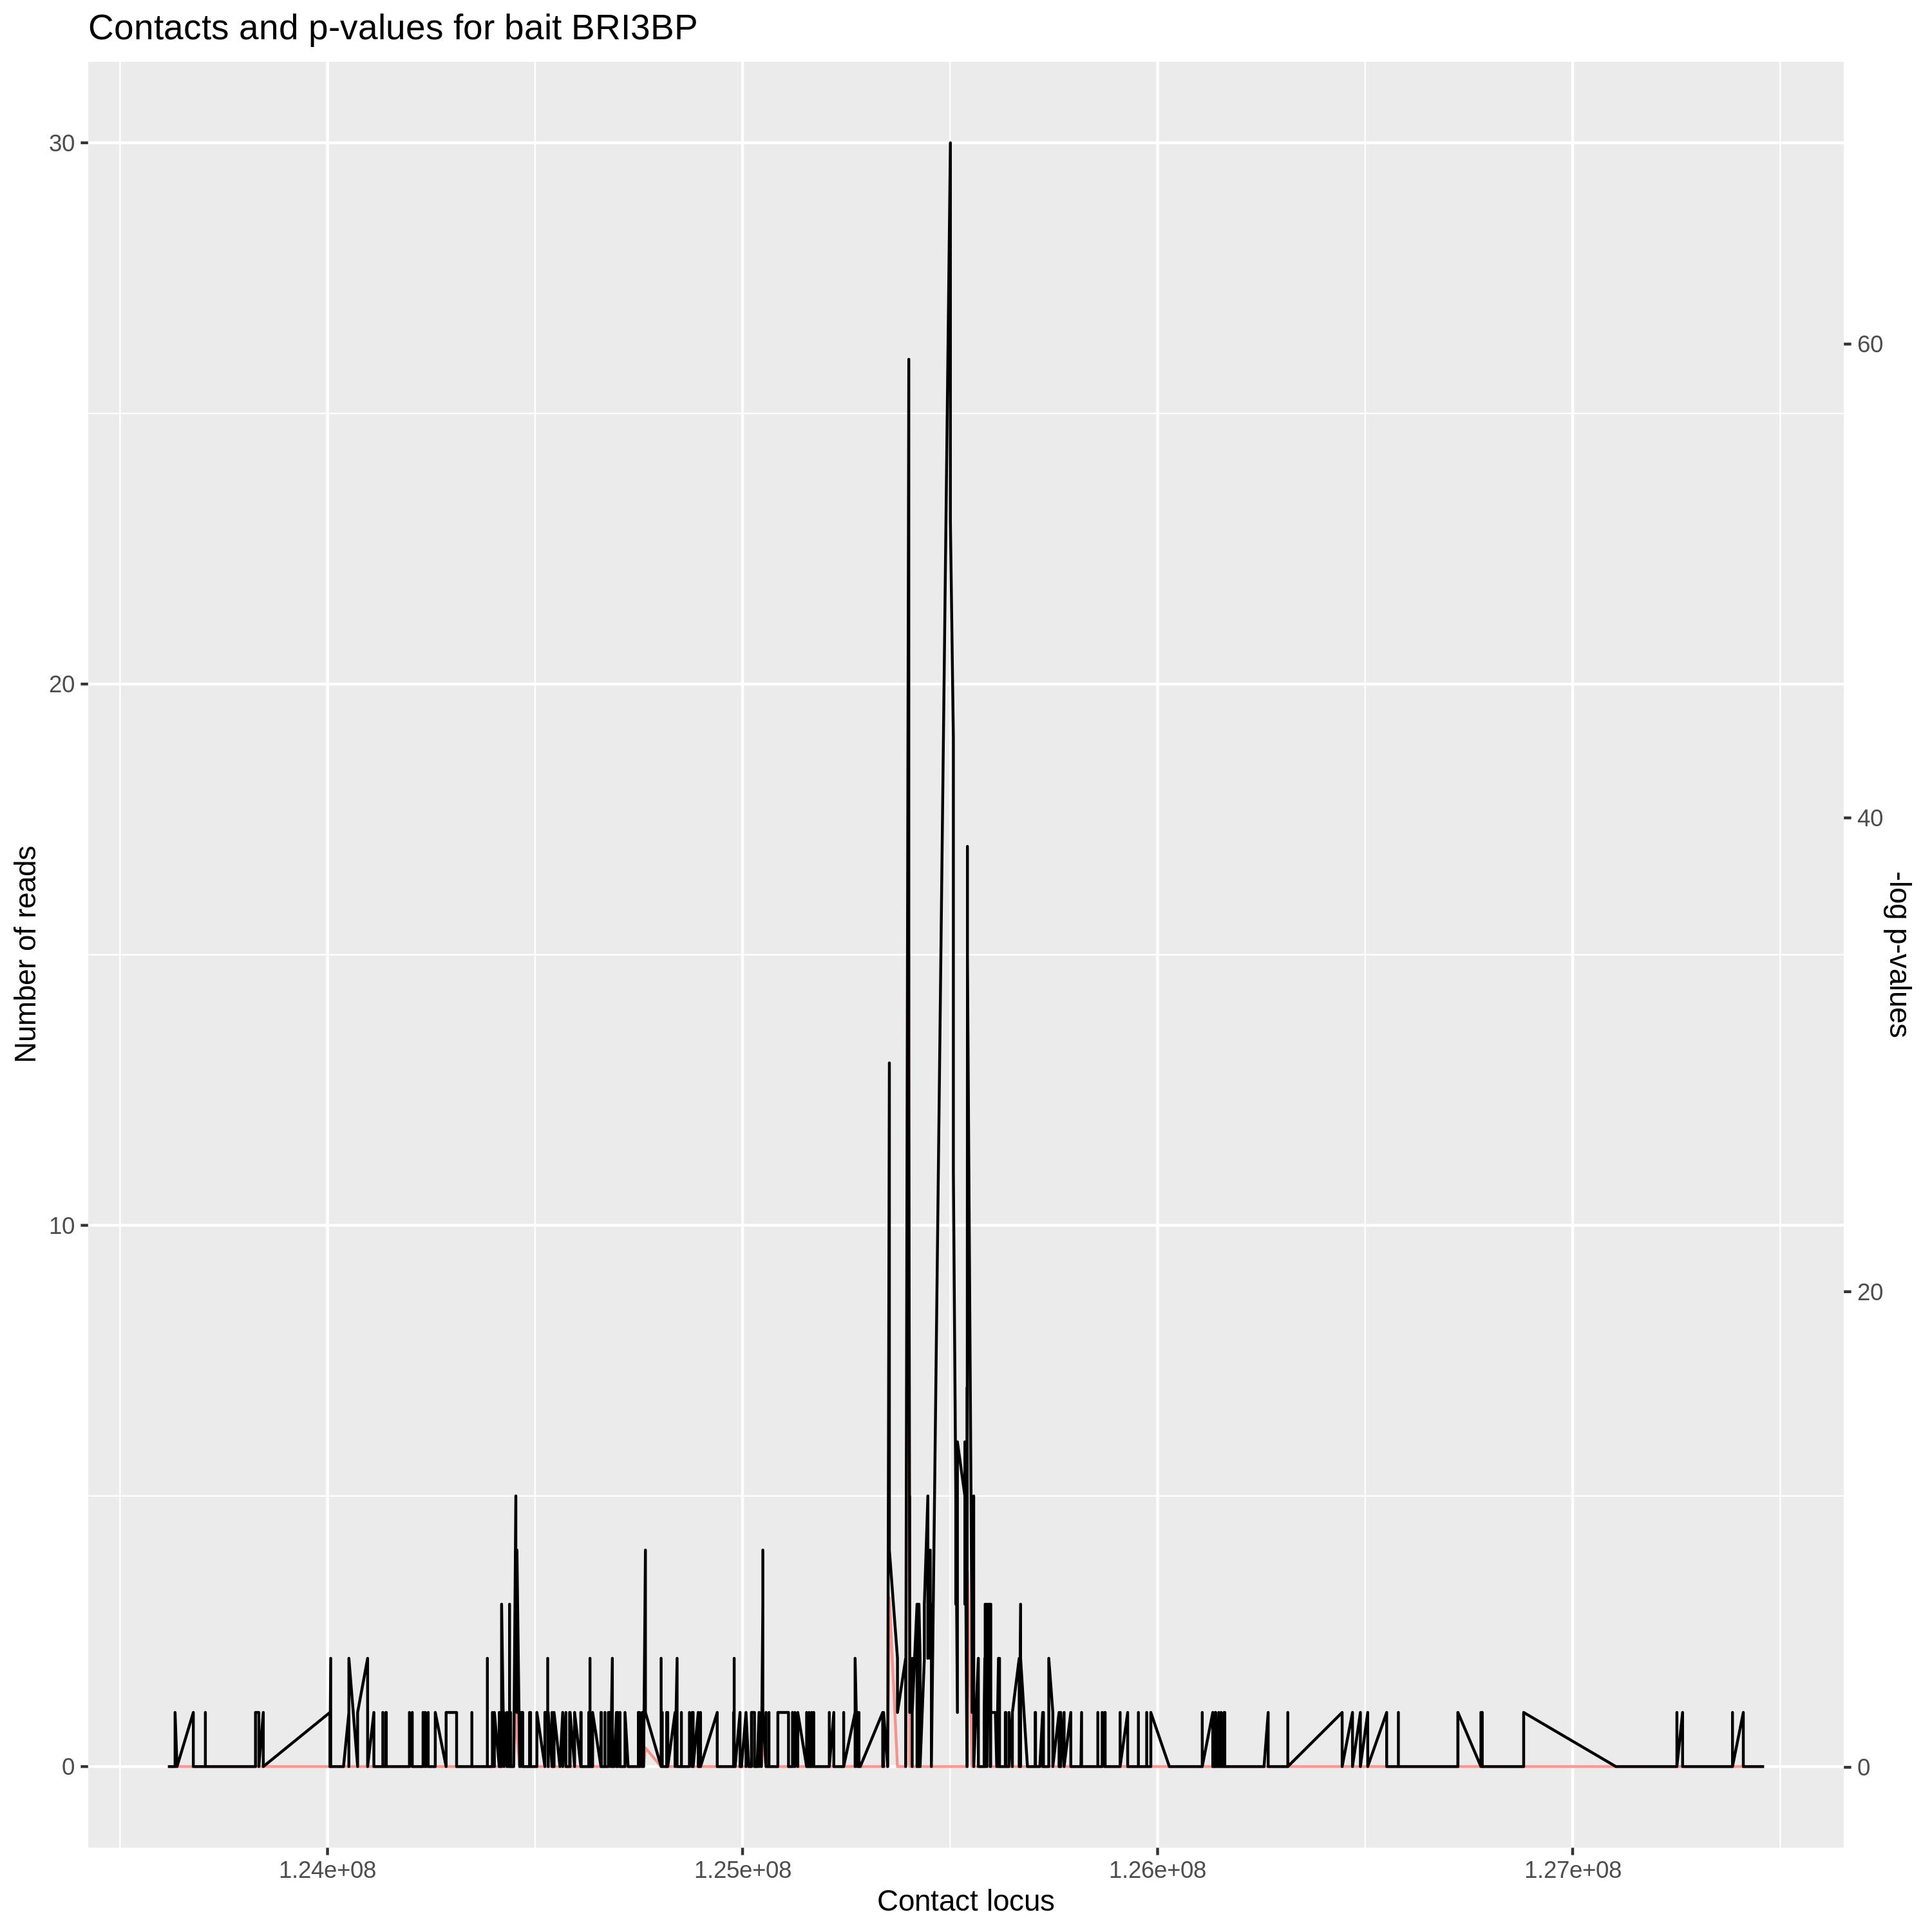 Contacts and p-values for bait BRI3BP
30
20
10
0
Number of reads
60
40
20
0
-log p-values
1.24e+08
1.25e+08
1.26e+08
1.27e+08
Contact locus